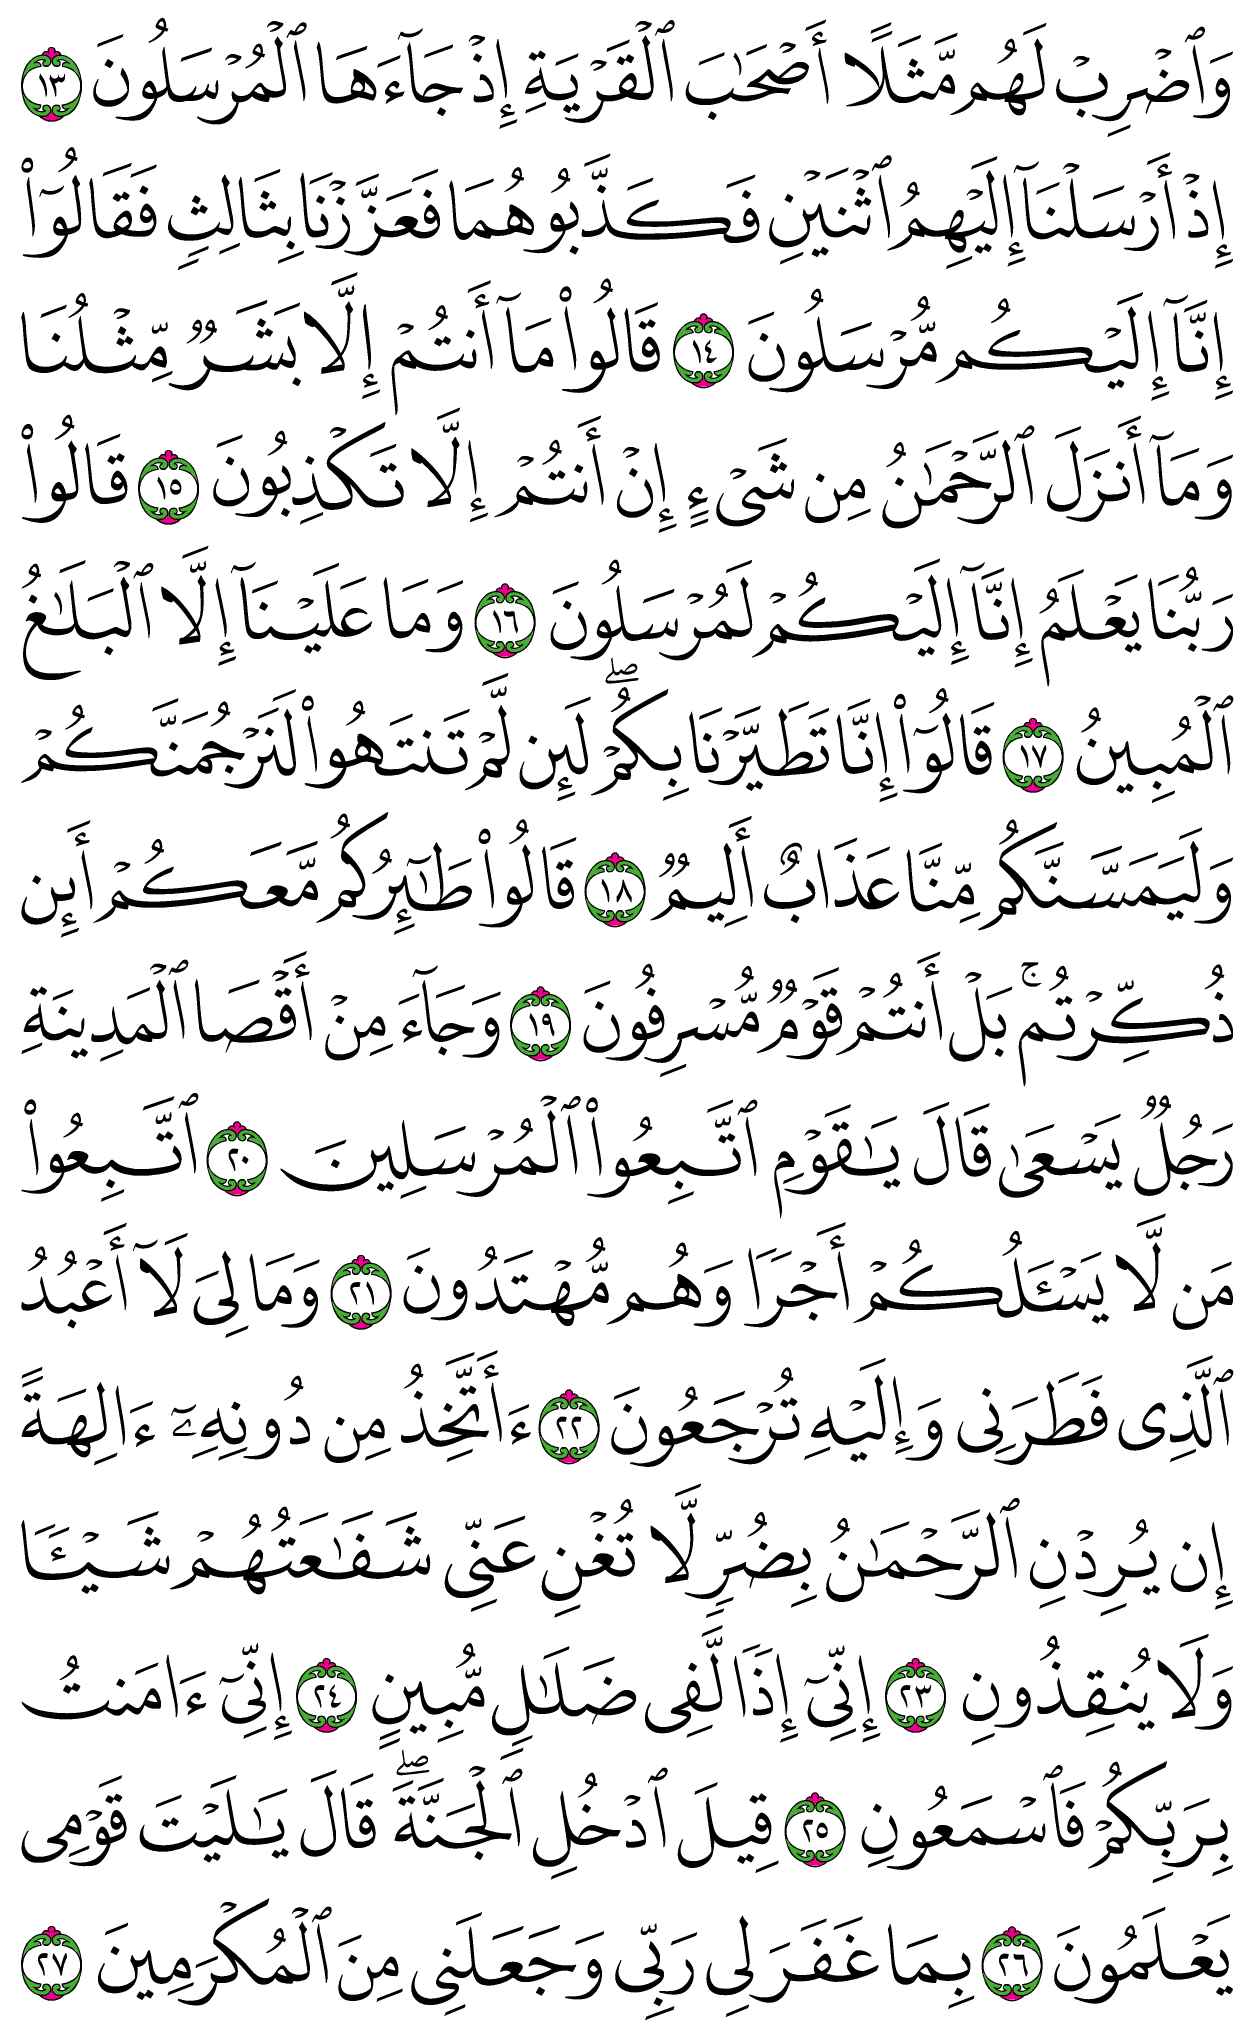 وَٱضْرِبْ لَهُم مَّثَلًا أَصْحَٰبَ ٱلْقَرْيَةِ إِذْ جَآءَهَا ٱلْمُرْسَلُونَ ١٣
إِذْ أَرْسَلْنَآ إِلَيْهِمُ ٱثْنَيْنِ فَكَذَّبُوهُمَا فَعَزَّزْنَا بِثَالِثٍ فَقَالُوٓا۟
إِنَّآ إِلَيْكُم مُّرْسَلُونَ ١٤ قَالُوا۟ مَآ أَنتُمْ إِلَّا بَشَرٌ مِّثْلُنَا
وَمَآ أَنزَلَ ٱلرَّحْمَٰنُ مِن شَىْءٍ إِنْ أَنتُمْ إِلَّا تَكْذِبُونَ ١٥ قَالُوا۟
رَبُّنَا يَعْلَمُ إِنَّآ إِلَيْكُمْ لَمُرْسَلُونَ ١٦ وَمَا عَلَيْنَآ إِلَّا ٱلْبَلَٰغُ
ٱلْمُبِينُ ١٧ قَالُوٓا۟ إِنَّا تَطَيَّرْنَا بِكُمْ ۖ لَئِن لَّمْ تَنتَهُوا۟ لَنَرْجُمَنَّكُمْ
وَلَيَمَسَّنَّكُم مِّنَّا عَذَابٌ أَلِيمٌ ١٨ قَالُوا۟ طَٰٓئِرُكُم مَّعَكُمْ أَئِن
ذُكِّرْتُم ۚ بَلْ أَنتُمْ قَوْمٌ مُّسْرِفُونَ ١٩ وَجَآءَ مِنْ أَقْصَا ٱلْمَدِينَةِ
رَجُلٌ يَسْعَىٰ قَالَ يَٰقَوْمِ ٱتَّبِعُوا۟ ٱلْمُرْسَلِينَ ٢٠ ٱتَّبِعُوا۟
مَن لَّا يَسْـَٔلُكُمْ أَجْرًا وَهُم مُّهْتَدُونَ ٢١ وَمَا لِىَ لَآ أَعْبُدُ
ٱلَّذِى فَطَرَنِى وَإِلَيْهِ تُرْجَعُونَ ٢٢ ءَأَتَّخِذُ مِن دُونِهِۦٓ ءَالِهَةً
إِن يُرِدْنِ ٱلرَّحْمَٰنُ بِضُرٍّ لَّا تُغْنِ عَنِّى شَفَٰعَتُهُمْ شَيْـًٔا
وَلَا يُنقِذُونِ ٢٣ إِنِّىٓ إِذًا لَّفِى ضَلَٰلٍ مُّبِينٍ ٢٤ إِنِّىٓ ءَامَنتُ
بِرَبِّكُمْ فَٱسْمَعُونِ ٢٥ قِيلَ ٱدْخُلِ ٱلْجَنَّةَ ۖ قَالَ يَٰلَيْتَ قَوْمِى
يَعْلَمُونَ ٢٦ بِمَا غَفَرَ لِى رَبِّى وَجَعَلَنِى مِنَ ٱلْمُكْرَمِينَ ٢٧